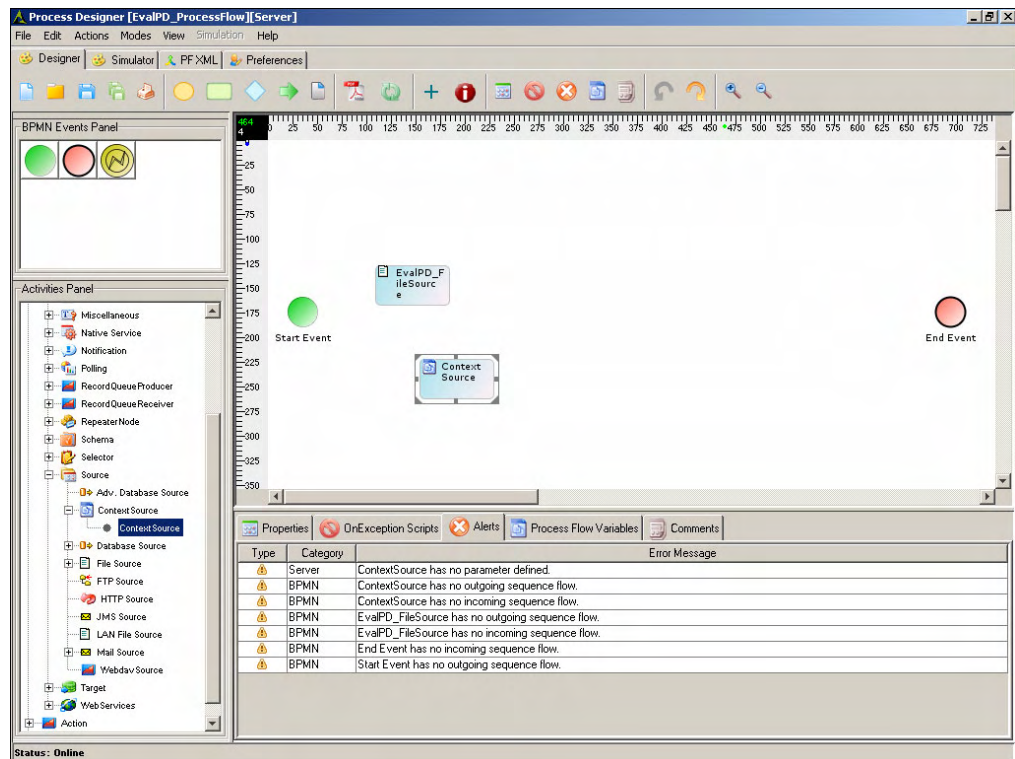 Process Designer [EvalPD_ProcessFlow][Server]
File Edit Actions Modes View Simulation Help
Designer Simulator PF XML Preferences
BPMN Events Panel
464
4
0 25 50 75 100 125 150 175 200 225 250 275 300 325 350 375 400 425 450 475 500 525 550 575 600 625 650 675 700 725
25
50
75
100
125
150
175
200
225
250
275
300
325
350
EvalPD_F
ileSourc
e
Start Event
End Event
Context
Source
Activities Panel
Miscellaneous
Native Service
Notification
Polling
RecordQueueProducer
RecordQueueReceiver
RepeaterNode
Schema
Selector
Source
Adv. Database Source
ContextSource
ContextSource
Database Source
File Source
FTP Source
HTTP Source
JMS Source
LAN File Source
Mail Source
WebdavSource
Target
WebServices
Action
Properties OnException Scripts Alerts Process Flow Variables Comments
Type Category Error Message
Server ContextSource has no parameter defined.
BPMN ContextSource has no outgoing sequence flow.
BPMN ContextSource has no incoming sequence flow.
BPMN EvalPD_FileSource has no outgoing sequence flow.
BPMN EvalPD_FileSource has no incoming sequence flow.
BPMN End Event has no incoming sequence flow.
BPMN Start Event has no outgoing sequence flow.
Status: Online